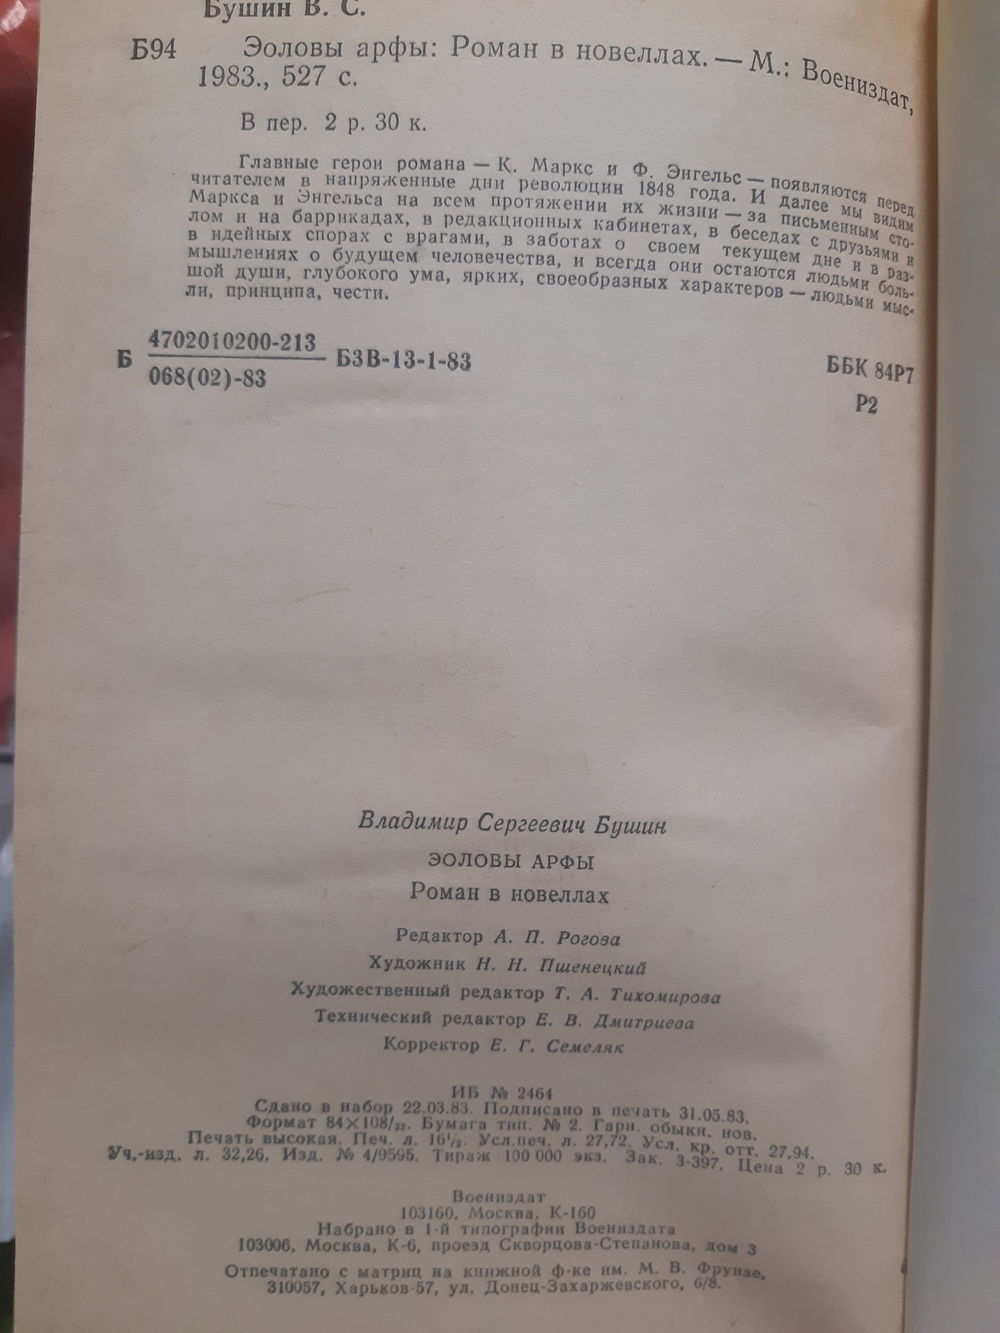 Бушин В. С.
Б94 Эоловы арфы: Роман в новеллах. — М.: Воениздат,
1983., 527 с.
В пер. 2 р. 30 к.
Главные герои романа — К. Маркс и Ф. Энгельс — появляются перед
читателем в напряженные дни революции 1848 года. И далее мы видим
Маркса и Энгельса на всем протяжении их жизни — за письменным сто-
лом и на баррикадах, в редакционных кабинетах, в беседах с друзьями и
в идейных спорах с врагами, в заботах о своем текущем дне и в раз-
мышлениях о будущем человечества, и всегда они остаются людьми боль-
шой души, глубокого ума, ярких, своеобразных характеров — людьми мыс-
ли, принципа, чести.
Б 4702010200-213
068(02)-83 БЗВ-13-1-83
ББК 84Р7
Р2
Владимир Сергеевич Бушин
ЭОЛОВЫ АРФЫ
Роман в новеллах
Редактор А. П. Рогова
Художник Н. Н. Пшенецкий
Художественный редактор Т. А. Тихомирова
Технический редактор Е. В. Дмитриева
Корректор Е. Г. Семеляк
ИБ № 2464
Сдано в набор 22.03.83. Подписано в печать 31.05.83.
Формат 84×108/32. Бумага тип. № 2. Гарн. обыкн. нов.
Печать высокая. Печ. л. 16½. Усл.печ. л. 27,72. Усл. кр. отт. 27,94.
Уч.-изд. л. 32,26. Изд. № 4/9595. Тираж 100 000 экз. Зак. 3-397. Цена 2 р. 30 к.
Воениздат
103160, Москва, К-160
Набрано в 1-й типографии Воениздата
103006, Москва, К-6, проезд Скворцова-Степанова, дом 3
Отпечатано с матриц на книжной ф-ке им. М. В. Фрунзе,
310057, Харьков-57, ул. Донец-Захаржевского, 6/8.